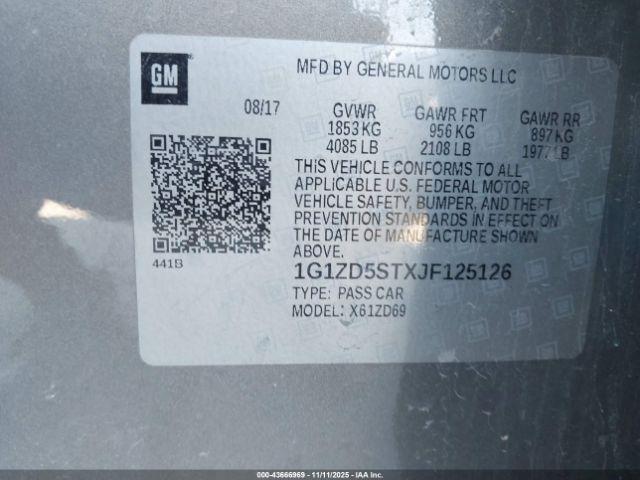 GM
MFD BY GENERAL MOTORS LLC
08/17 GVWR GAWR FRT GAWR RR
1853 KG 956 KG 897 KG
4085 LB 2108 LB 1977 LB
THIS VEHICLE CONFORMS TO ALL
APPLICABLE U.S. FEDERAL MOTOR
VEHICLE SAFETY, BUMPER, AND THEFT
PREVENTION STANDARDS IN EFFECT ON
THE DATE OF MANUFACTURE SHOWN
ABOVE.
441B
1G1ZD5STXJF125126
TYPE: PASS CAR
MODEL: X61ZD69
000-43666969 - 11/11/2025 - IAA Inc.